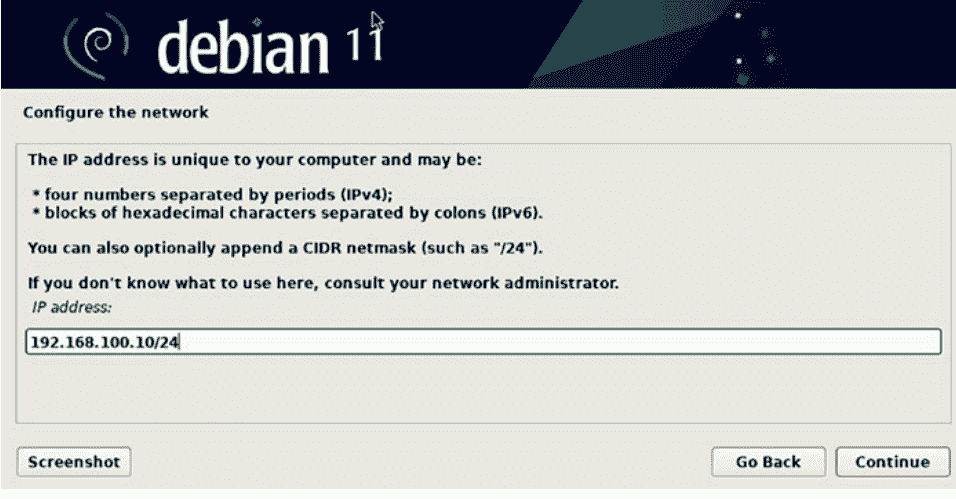 debian 11
Configure the network
The IP address is unique to your computer and may be:
* four numbers separated by periods (IPv4);
* blocks of hexadecimal characters separated by colons (IPv6).
You can also optionally append a CIDR netmask (such as "/24").
If you don't know what to use here, consult your network administrator.
IP address:
192.168.100.10/24
Screenshot
Go Back
Continue